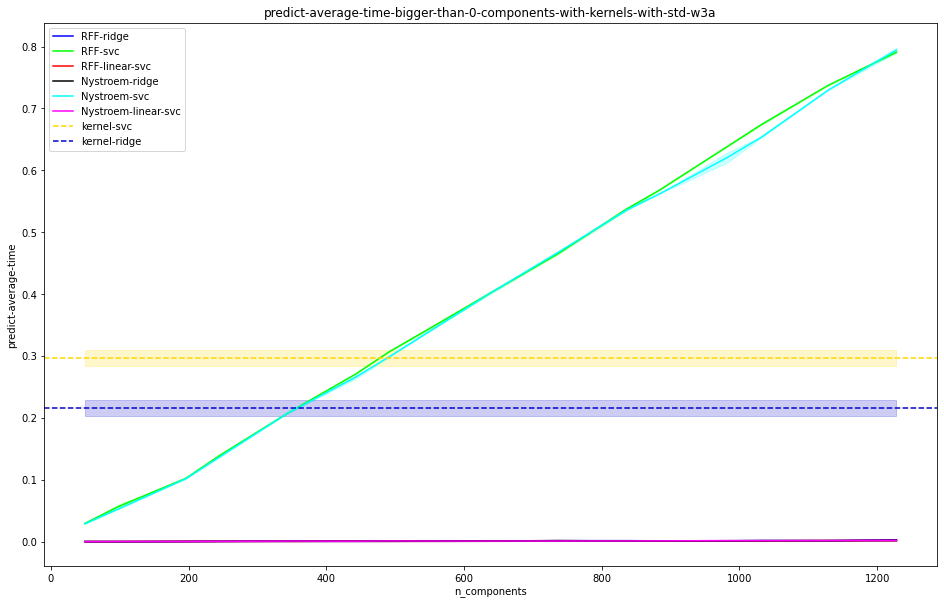 predict-average-time-bigger-than-0-components-with-kernels-with-std-w3a
RFF-ridge
RFF-svc
RFF-linear-svc
Nystroem-ridge
Nystroem-svc
Nystroem-linear-svc
kernel-svc
kernel-ridge
predict-average-time
0.8
0.7
0.6
0.5
0.4
0.3
0.2
0.1
0.0
0 200 400 600 800 1000 1200
n_components